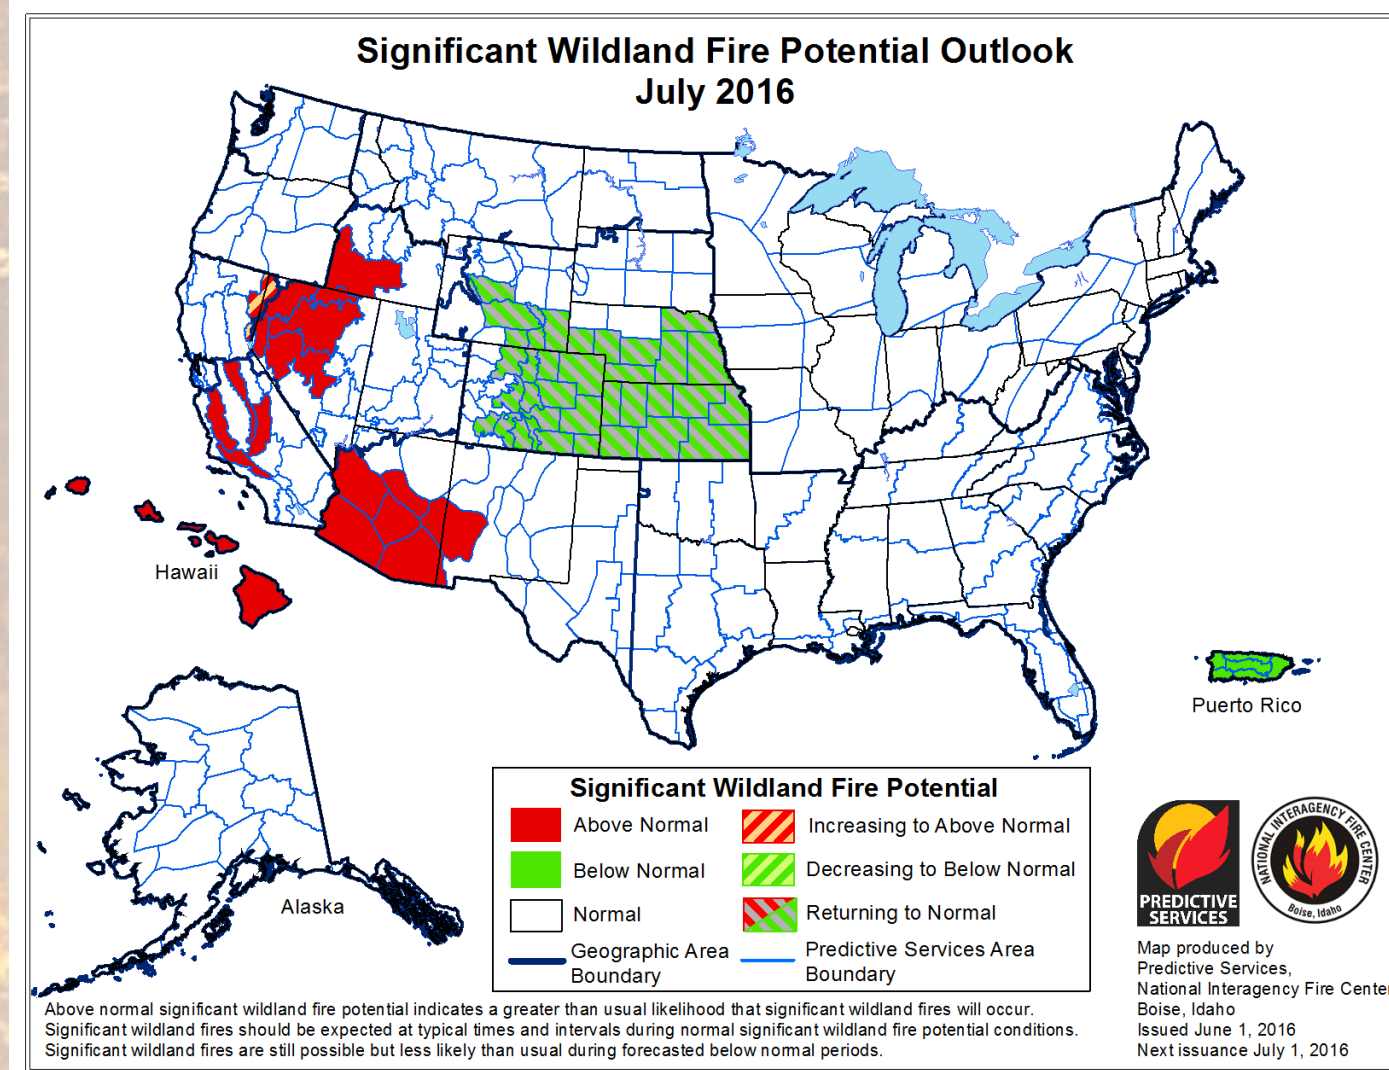 Significant Wildland Fire Potential Outlook
July 2016
Hawaii
Alaska
Puerto Rico
Significant Wildland Fire Potential
Above Normal
Increasing to Above Normal
Below Normal
Decreasing to Below Normal
Normal
Returning to Normal
Geographic Area
Boundary
Predictive Services Area
Boundary
PREDICTIVE
SERVICES
NATIONAL INTERAGENCY FIRE CENTER
Boise, Idaho
Map produced by
Predictive Services,
National Interagency Fire Center
Boise, Idaho
Issued June 1, 2016
Next issuance July 1, 2016
Above normal significant wildland fire potential indicates a greater than usual likelihood that significant wildland fires will occur.
Significant wildland fires should be expected at typical times and intervals during normal significant wildland fire potential conditions.
Significant wildland fires are still possible but less likely than usual during forecasted below normal periods.